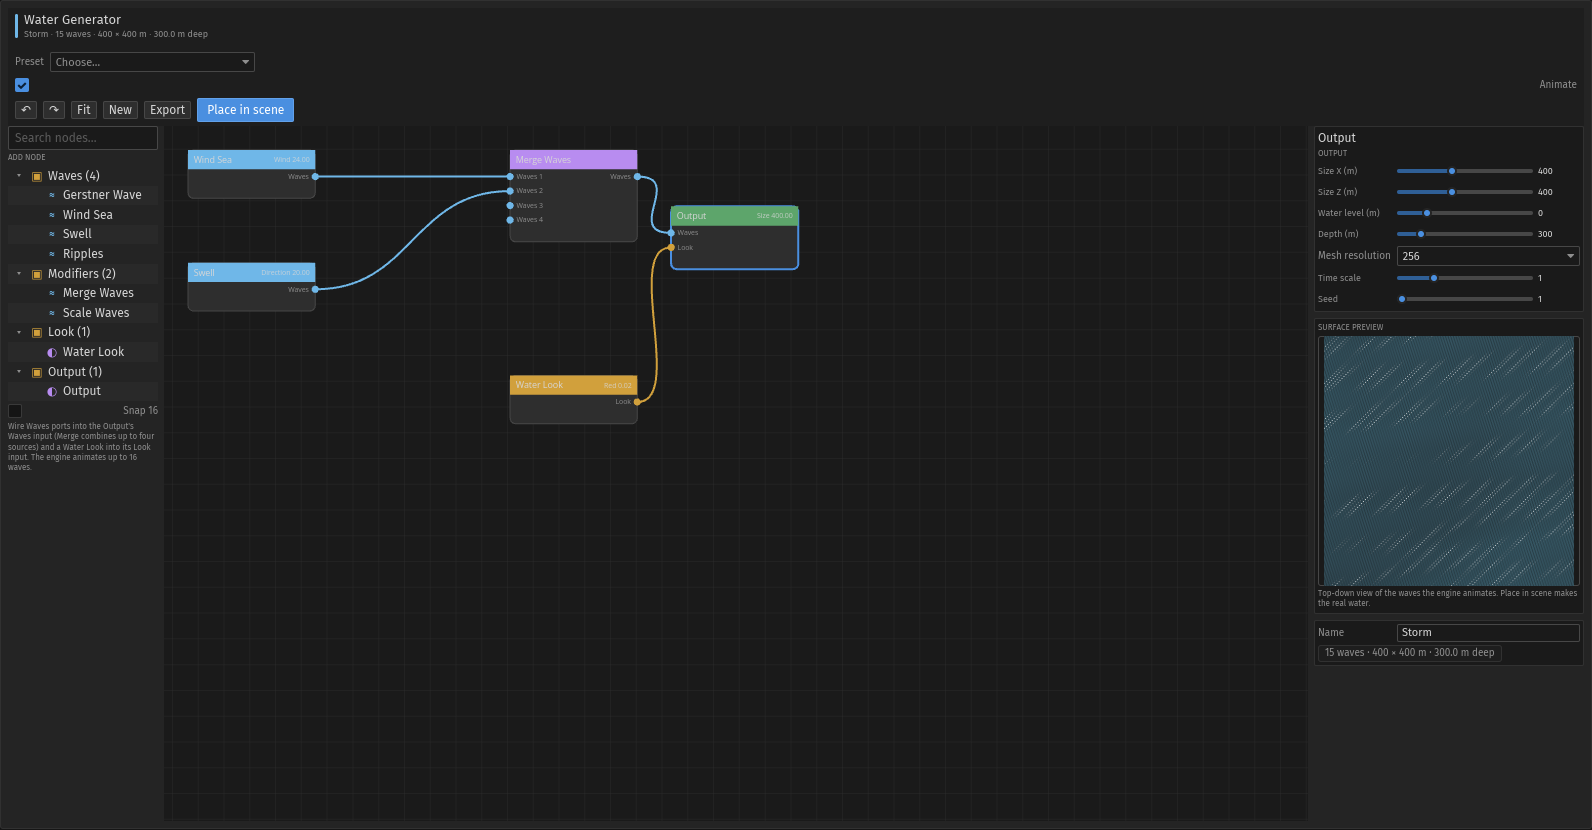 Water Generator
Storm · 15 waves · 400 × 400 m · 300.0 m deep
Preset
Choose...
Animate
Fit
New
Export
Place in scene
Search nodes...
ADD NODE
Waves (4)
Gerstner Wave
Wind Sea
Swell
Ripples
Modifiers (2)
Merge Waves
Scale Waves
Look (1)
Water Look
Output (1)
Output
Snap 16
Wire Waves ports into the Output's
Waves input (Merge combines up to four
sources) and a Water Look into its Look
input. The engine animates up to 16
waves.
Wind Sea
Wind 24.00
Waves
Swell
Direction 20.00
Waves
Merge Waves
Waves 1
Waves
Waves 2
Waves 3
Waves 4
Output
Size 400.00
Waves
Look
Water Look
Red 0.02
Look
Output
OUTPUT
Size X (m)
400
Size Z (m)
400
Water level (m)
0
Depth (m)
300
Mesh resolution
256
Time scale
1
Seed
1
SURFACE PREVIEW
Top-down view of the waves the engine animates. Place in scene makes
the real water.
Name
Storm
15 waves · 400 × 400 m · 300.0 m deep